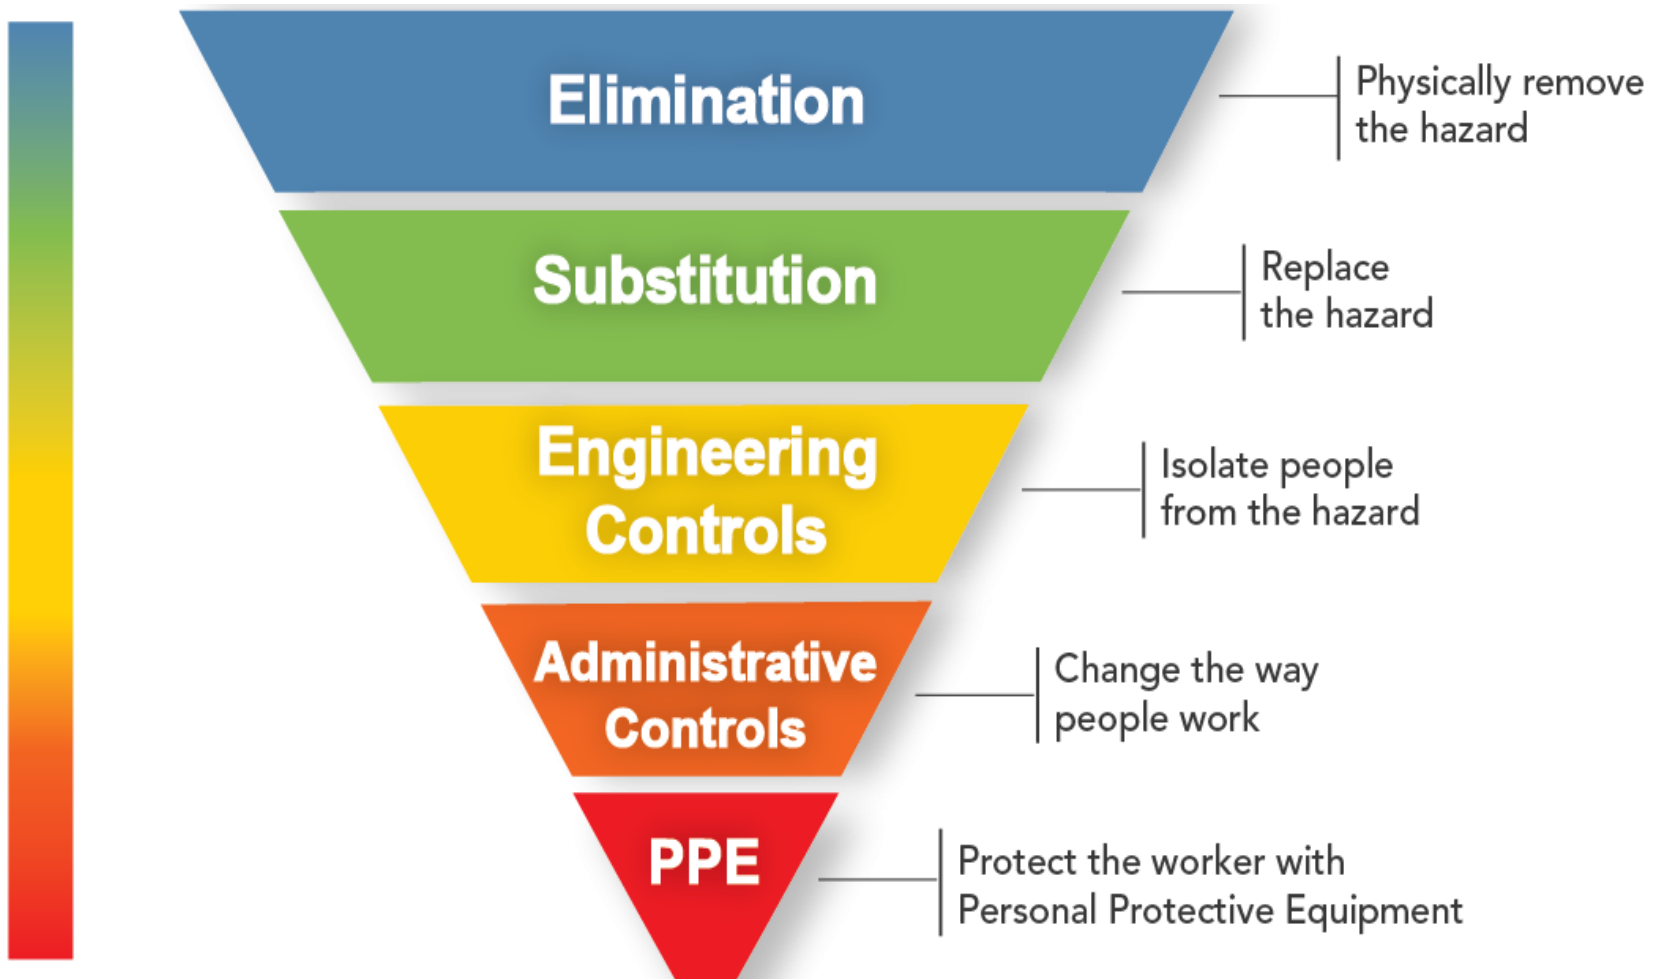 Elimination
Physically remove
the hazard
Substitution
Replace
the hazard
Engineering
Controls
Isolate people
from the hazard
Administrative
Controls
Change the way
people work
PPE
Protect the worker with
Personal Protective Equipment